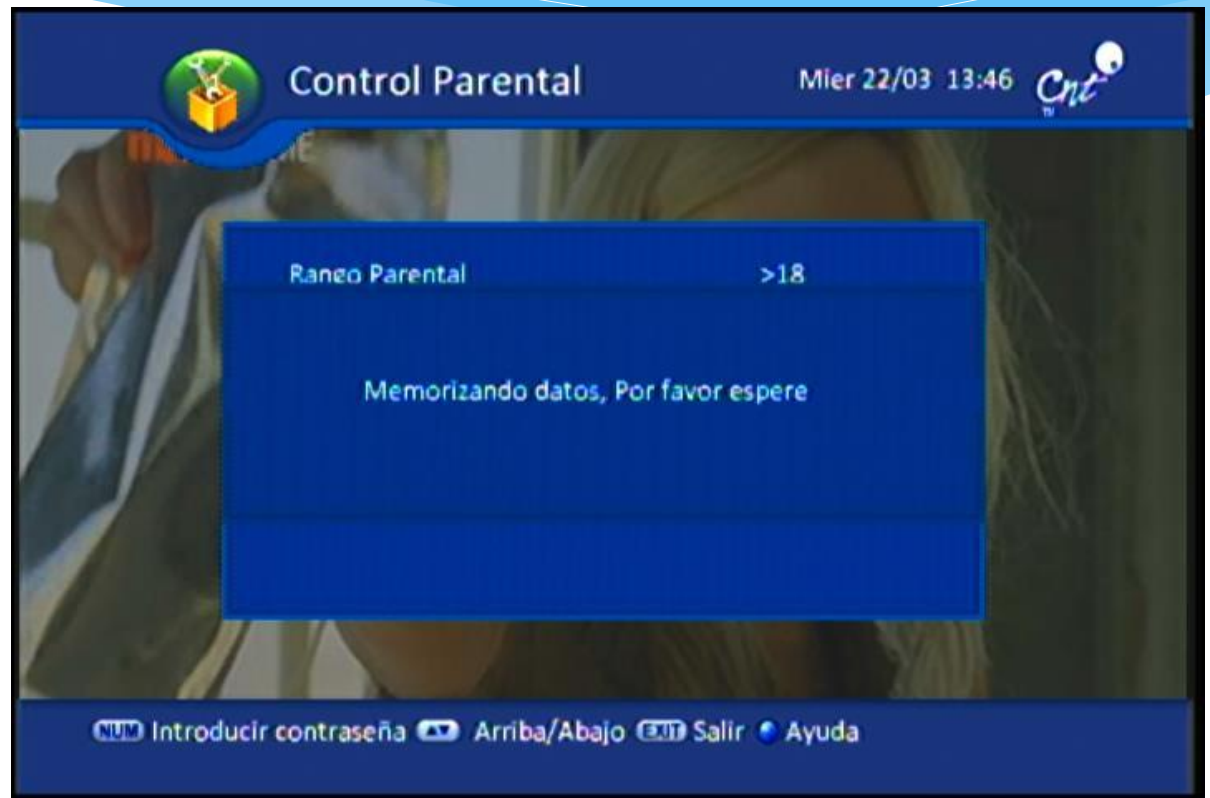 Control Parental
Mier 22/03 13:46
Cnt
TV
Rango Parental >18
Memorizando datos, Por favor espere
NUM Introducir contraseña Arriba/Abajo EXIT Salir Ayuda